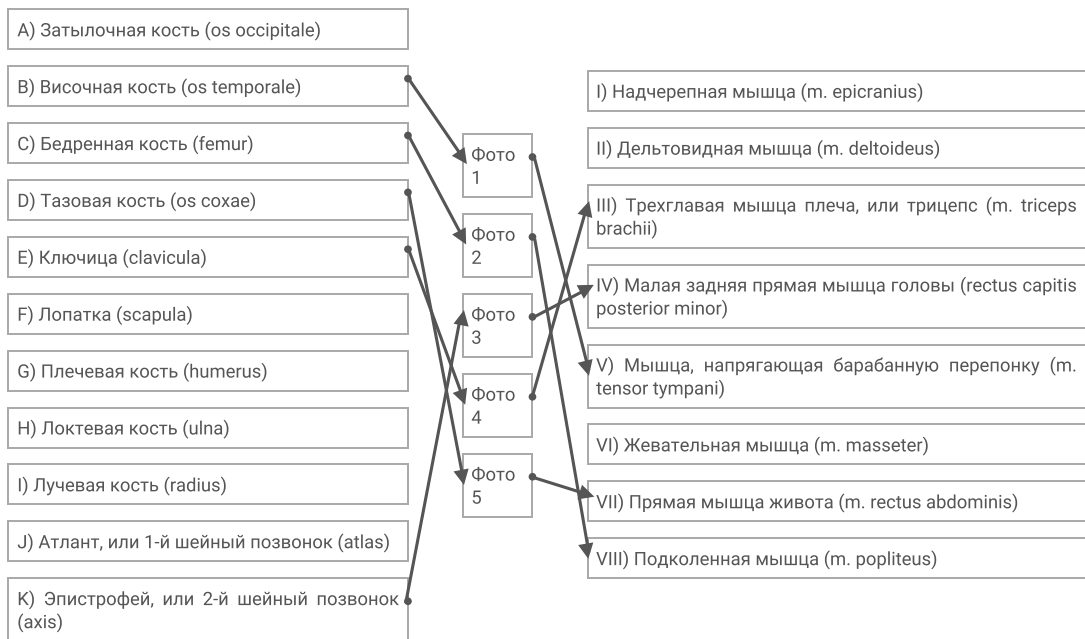 A) Затылочная кость (os occipitale)
B) Височная кость (os temporale)
C) Бедренная кость (femur)
D) Тазовая кость (os coxae)
E) Ключица (clavicula)
F) Лопатка (scapula)
G) Плечевая кость (humerus)
H) Локтевая кость (ulna)
I) Лучевая кость (radius)
J) Атлант, или 1-й шейный позвонок (atlas)
K) Эпистрофей, или 2-й шейный позвонок
(axis)
Фото
1
Фото
2
Фото
3
Фото
4
Фото
5
I) Надчерепная мышца (m. epicranius)
II) Дельтовидная мышца (m. deltoideus)
III) Трехглавая мышца плеча, или трицепс (m. triceps
brachii)
IV) Малая задняя прямая мышца головы (rectus capitis
posterior minor)
V) Мышца, напрягающая барабанную перепонку (m.
tensor tympani)
VI) Жевательная мышца (m. masseter)
VII) Прямая мышца живота (m. rectus abdominis)
VIII) Подколенная мышца (m. popliteus)